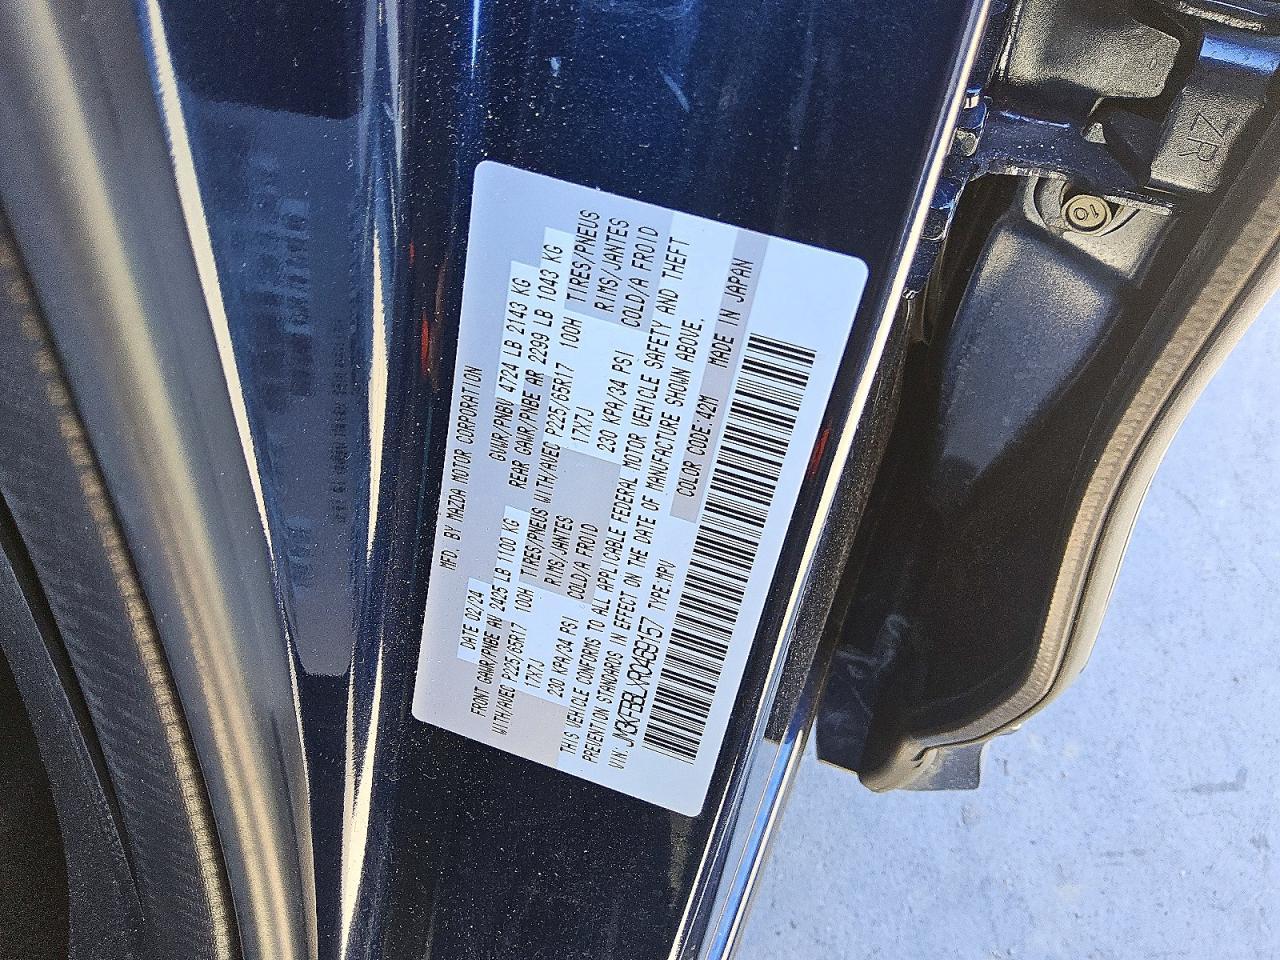 MFD. BY MAZDA MOTOR CORPORATION
DATE 02/24 GVWR/PNBV 4724 LB 2143 KG
FRONT GAWR/PNBE AV 2425 LB 1100 KG REAR GAWR/PNBE AR 2299 LB 1043 KG
WITH/AVEC P225/65R17 100H TIRES/PNEUS WITH/AVEC P225/65R17 100H TIRES/PNEUS
17X7J RIMS/JANTES 17X7J RIMS/JANTES
230 KPA/34 PSI COLD/A FROID 230 KPA/34 PSI COLD/A FROID
THIS VEHICLE CONFORMS TO ALL APPLICABLE FEDERAL MOTOR VEHICLE SAFETY AND THEFT
PREVENTION STANDARDS IN EFFECT ON THE DATE OF MANUFACTURE SHOWN ABOVE.
VIN: JM3KFBBLXR0469157 TYPE:MPV COLOR CODE:42M MADE IN JAPAN
ZR
10